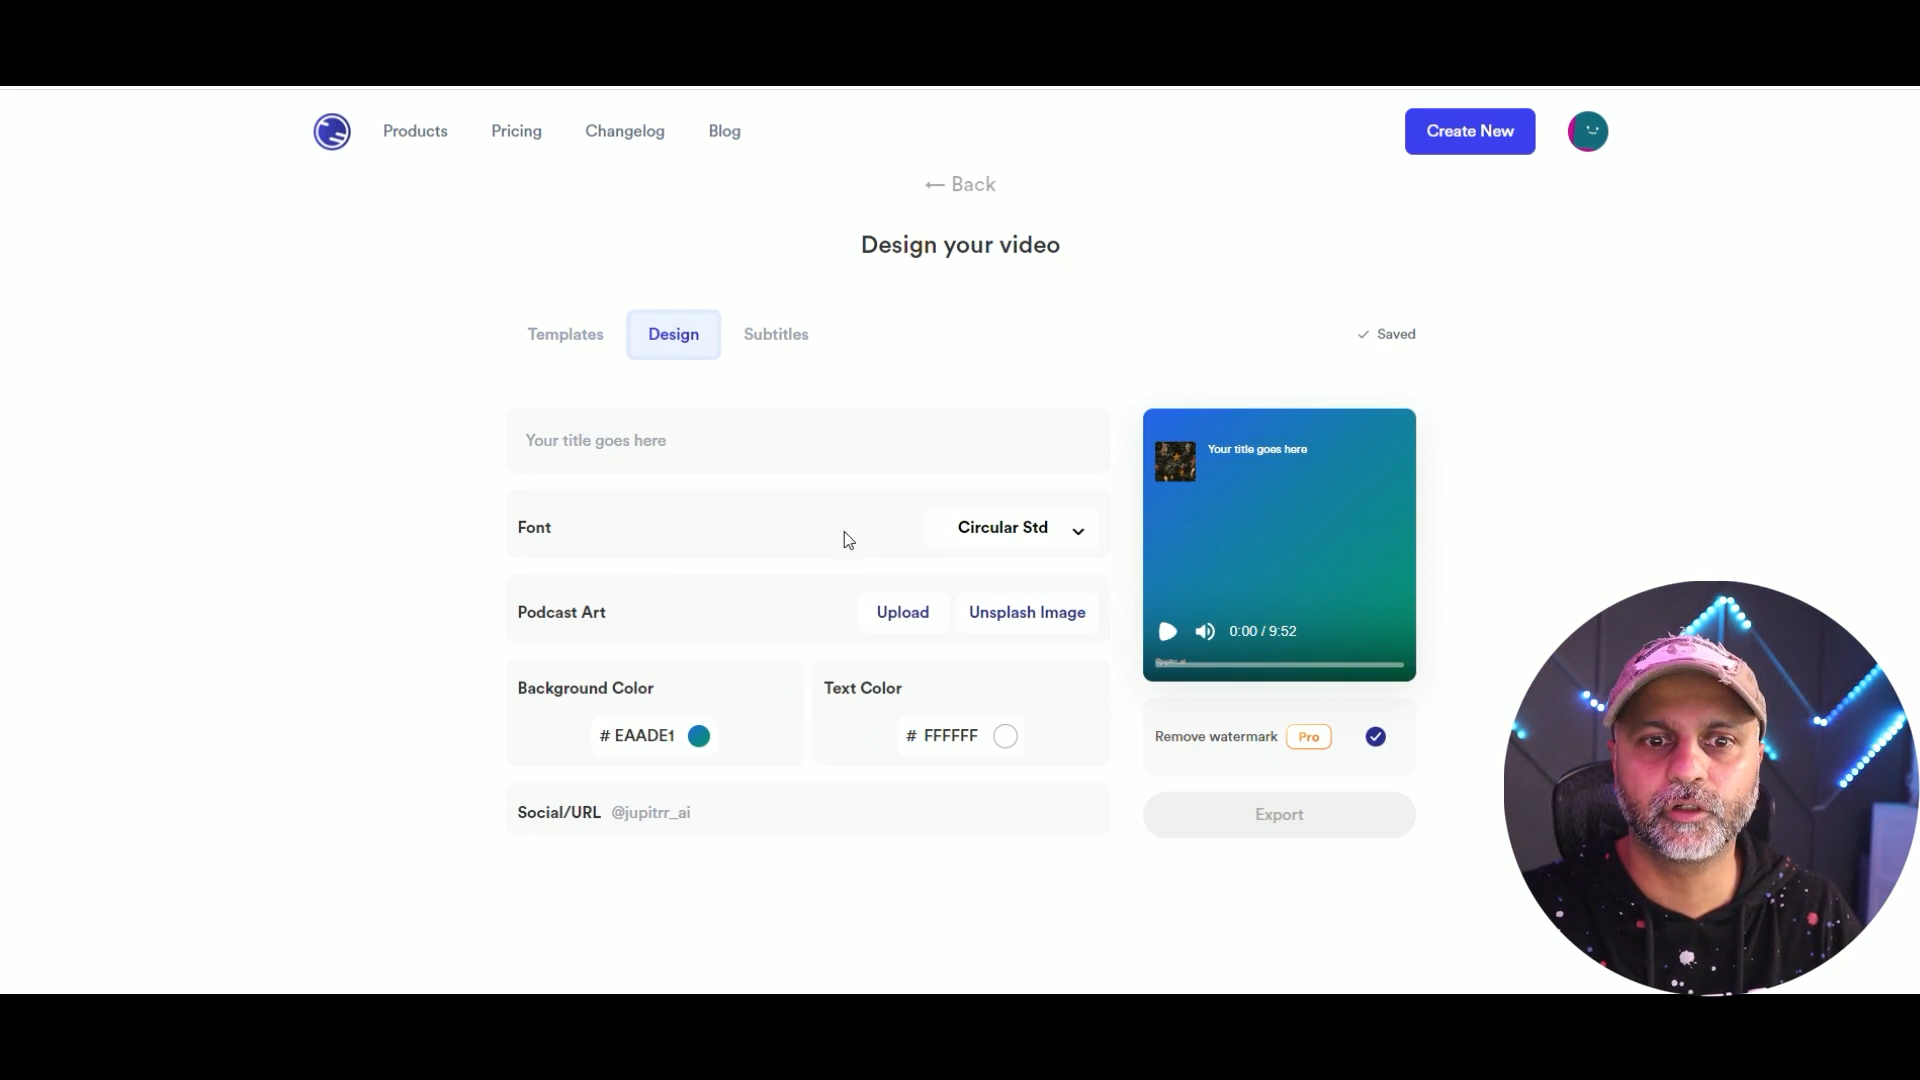 Products Pricing Changelog Blog Create New
← Back
Design your video
Templates Design Subtitles ✓ Saved
Your title goes here
Your title goes here
Font Circular Std
Podcast Art Upload Unsplash Image
0:00 / 9:52
@jupitrr_ai
Background Color Text Color
# EAADE1 # FFFFFF
Remove watermark Pro
Social/URL @jupitrr_ai
Export